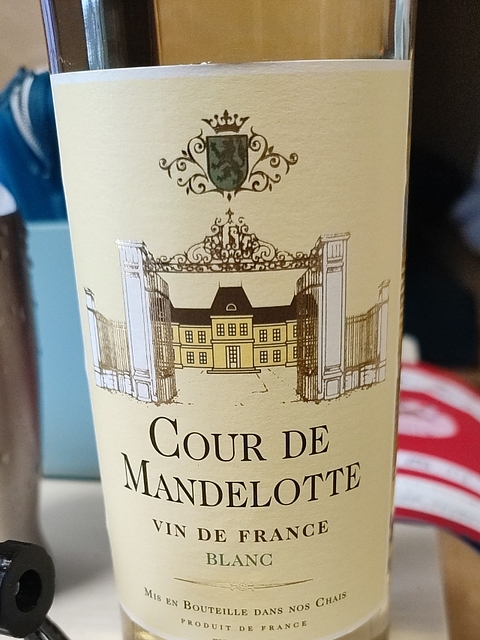 COUR DE
MANDELOTTE
VIN DE FRANCE
BLANC
MIS EN BOUTEILLE DANS NOS CHAIS
PRODUIT DE FRANCE